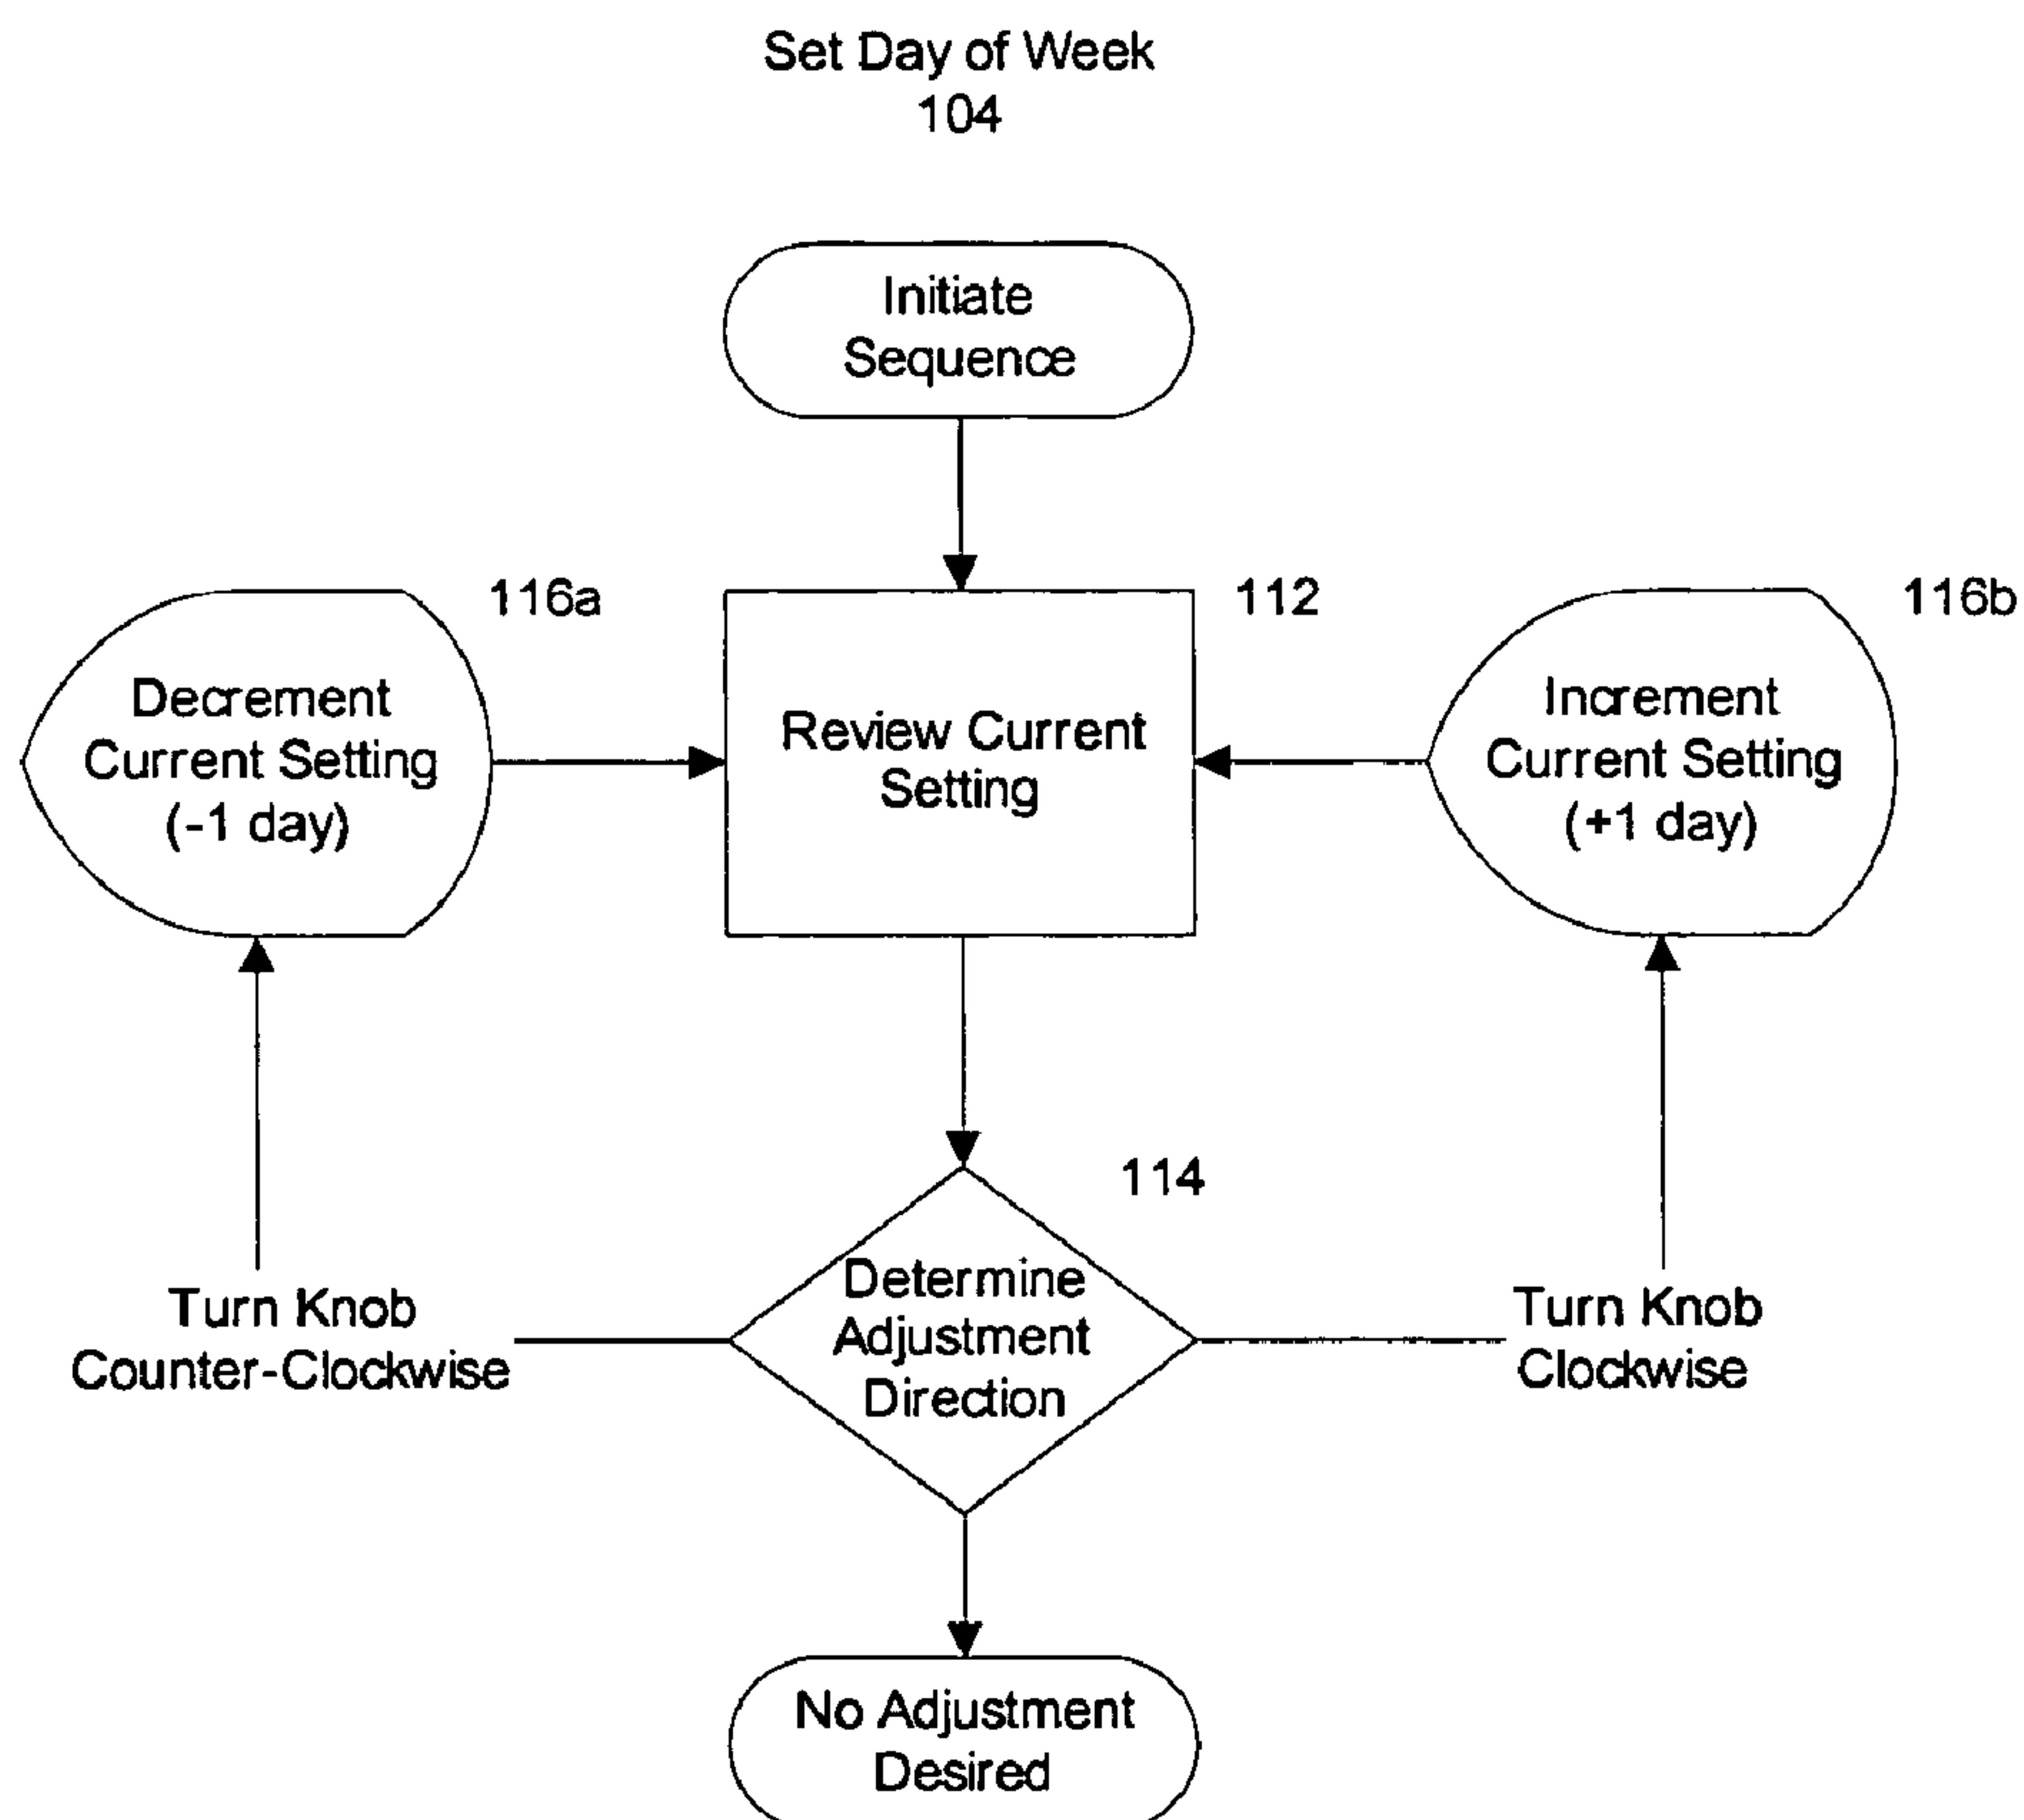 Set Day of Week
104
Initiate
Sequence
116a
112
116b
Decrement
Current Setting
(-1 day)
Review Current
Setting
Increment
Current Setting
(+1 day)
114
Turn Knob
Counter-Clockwise
Determine
Adjustment
Direction
Turn Knob
Clockwise
No Adjustment
Desired